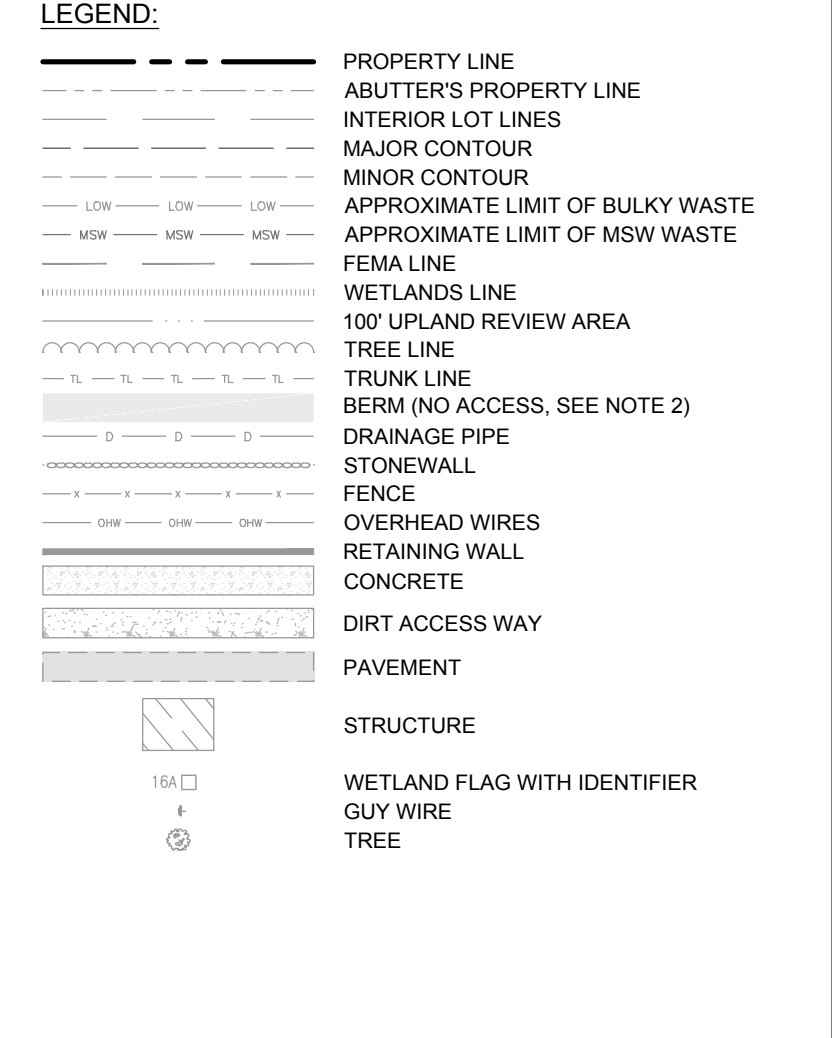 LEGEND:
PROPERTY LINE
ABUTTER'S PROPERTY LINE
INTERIOR LOT LINES
MAJOR CONTOUR
MINOR CONTOUR
LOW LOW LOW APPROXIMATE LIMIT OF BULKY WASTE
MSW MSW MSW APPROXIMATE LIMIT OF MSW WASTE
FEMA LINE
WETLANDS LINE
100' UPLAND REVIEW AREA
TREE LINE
TL TL TL TL TL TRUNK LINE
BERM (NO ACCESS, SEE NOTE 2)
D D D DRAINAGE PIPE
STONEWALL
x x x x x FENCE
OHW OHW OHW OVERHEAD WIRES
RETAINING WALL
CONCRETE
DIRT ACCESS WAY
PAVEMENT
STRUCTURE
16A WETLAND FLAG WITH IDENTIFIER
GUY WIRE
TREE